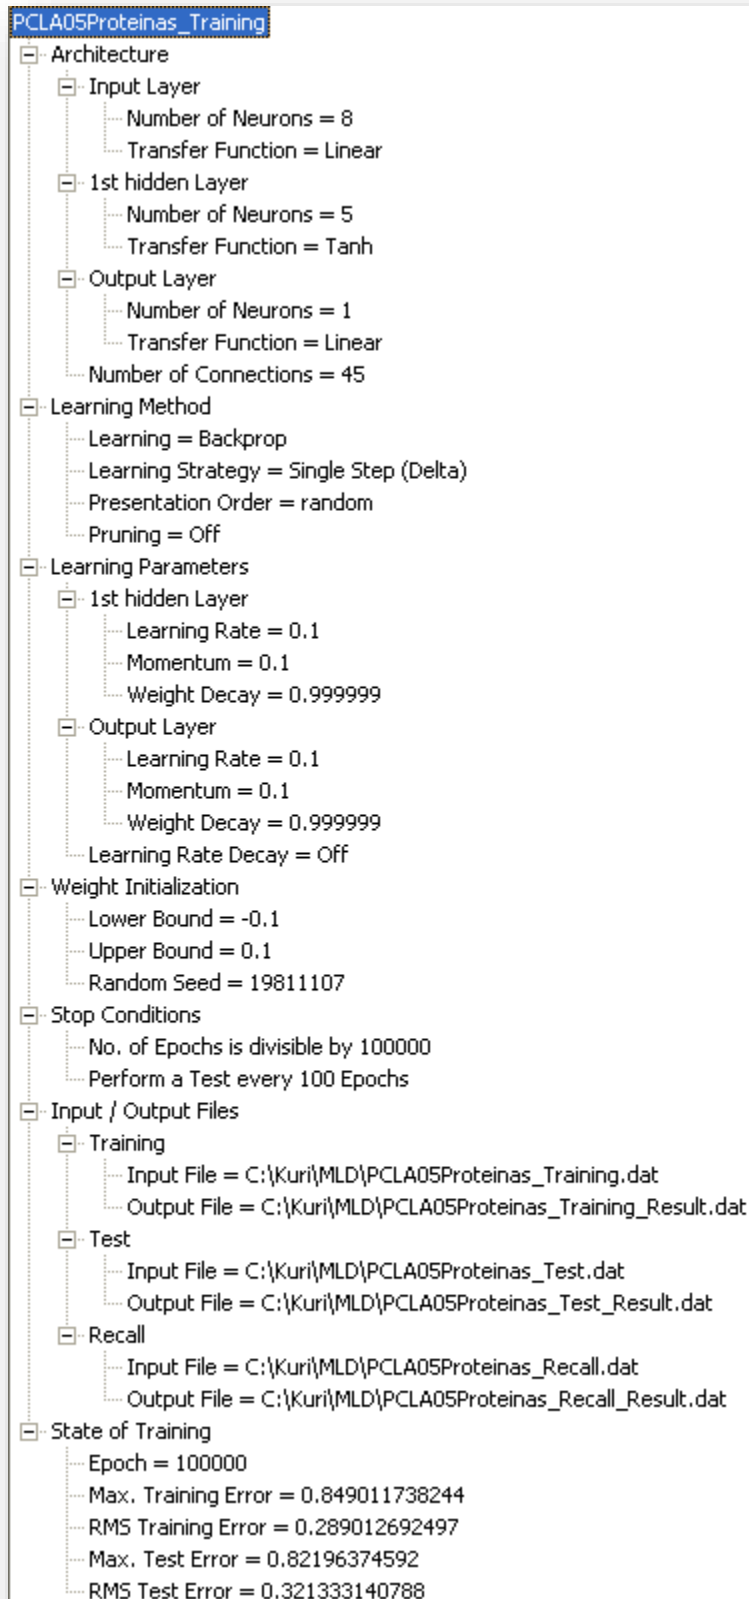 PCLA05Proteinas_Training
Architecture
Input Layer
Number of Neurons = 8
Transfer Function = Linear
1st hidden Layer
Number of Neurons = 5
Transfer Function = Tanh
Output Layer
Number of Neurons = 1
Transfer Function = Linear
Number of Connections = 45
Learning Method
Learning = Backprop
Learning Strategy = Single Step (Delta)
Presentation Order = random
Pruning = Off
Learning Parameters
1st hidden Layer
Learning Rate = 0.1
Momentum = 0.1
Weight Decay = 0.999999
Output Layer
Learning Rate = 0.1
Momentum = 0.1
Weight Decay = 0.999999
Learning Rate Decay = Off
Weight Initialization
Lower Bound = -0.1
Upper Bound = 0.1
Random Seed = 19811107
Stop Conditions
No. of Epochs is divisible by 100000
Perform a Test every 100 Epochs
Input / Output Files
Training
Input File = C:\Kuri\MLD\PCLA05Proteinas_Training.dat
Output File = C:\Kuri\MLD\PCLA05Proteinas_Training_Result.dat
Test
Input File = C:\Kuri\MLD\PCLA05Proteinas_Test.dat
Output File = C:\Kuri\MLD\PCLA05Proteinas_Test_Result.dat
Recall
Input File = C:\Kuri\MLD\PCLA05Proteinas_Recall.dat
Output File = C:\Kuri\MLD\PCLA05Proteinas_Recall_Result.dat
State of Training
Epoch = 100000
Max. Training Error = 0.849011738244
RMS Training Error = 0.289012692497
Max. Test Error = 0.82196374592
RMS Test Error = 0.321333140788